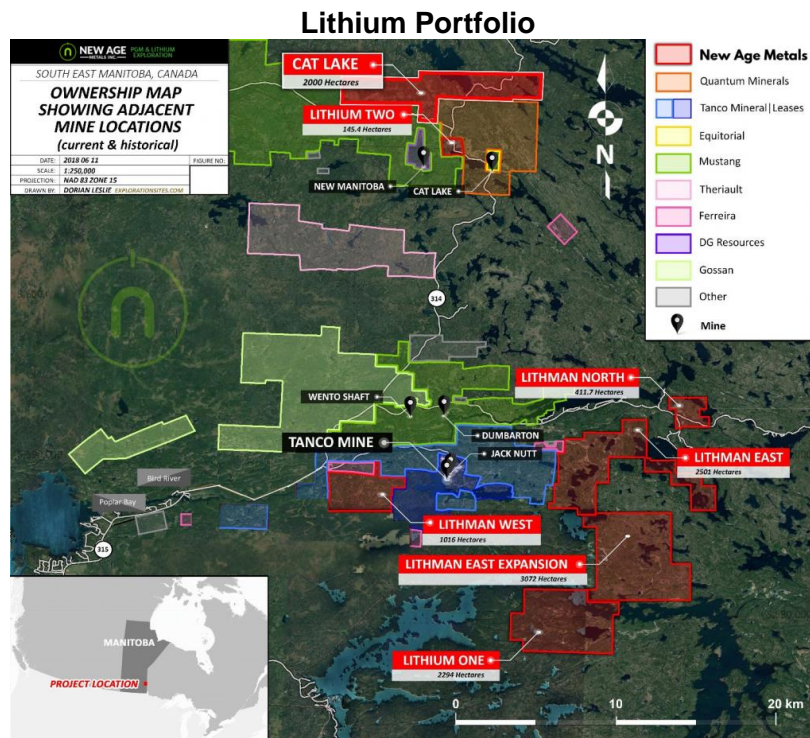 Lithium Portfolio
NEW AGE
METALS INC.
PGM & LITHIUM
EXPLORATION
SOUTH EAST MANITOBA, CANADA
OWNERSHIP MAP
SHOWING ADJACENT
MINE LOCATIONS
(current & historical)
DATE: 2018 06 11 FIGURE NO:
SCALE: 1:250,000
PROJECTION: NAD 83 ZONE 15
DRAWN BY: DORIAN LESLIE EXPLORATIONSITES.COM
CAT LAKE
2000 Hectares
LITHIUM TWO
145.4 Hectares
NEW MANITOBA
CAT LAKE
N
New Age Metals
Quantum Minerals
Tanco Mineral|Leases
Equitorial
Mustang
Theriault
Ferreira
DG Resources
Gossan
Other
Mine
314
LITHMAN NORTH
411.7 Hectares
WENTO SHAFT
TANCO MINE
DUMBARTON
JACK NUTT
LITHMAN EAST
2501 Hectares
Bird River
Poplar Bay
315
LITHMAN WEST
1016 Hectares
LITHMAN EAST EXPANSION
3072 Hectares
LITHIUM ONE
2294 Hectares
MANITOBA
PROJECT LOCATION
0 10 20 km